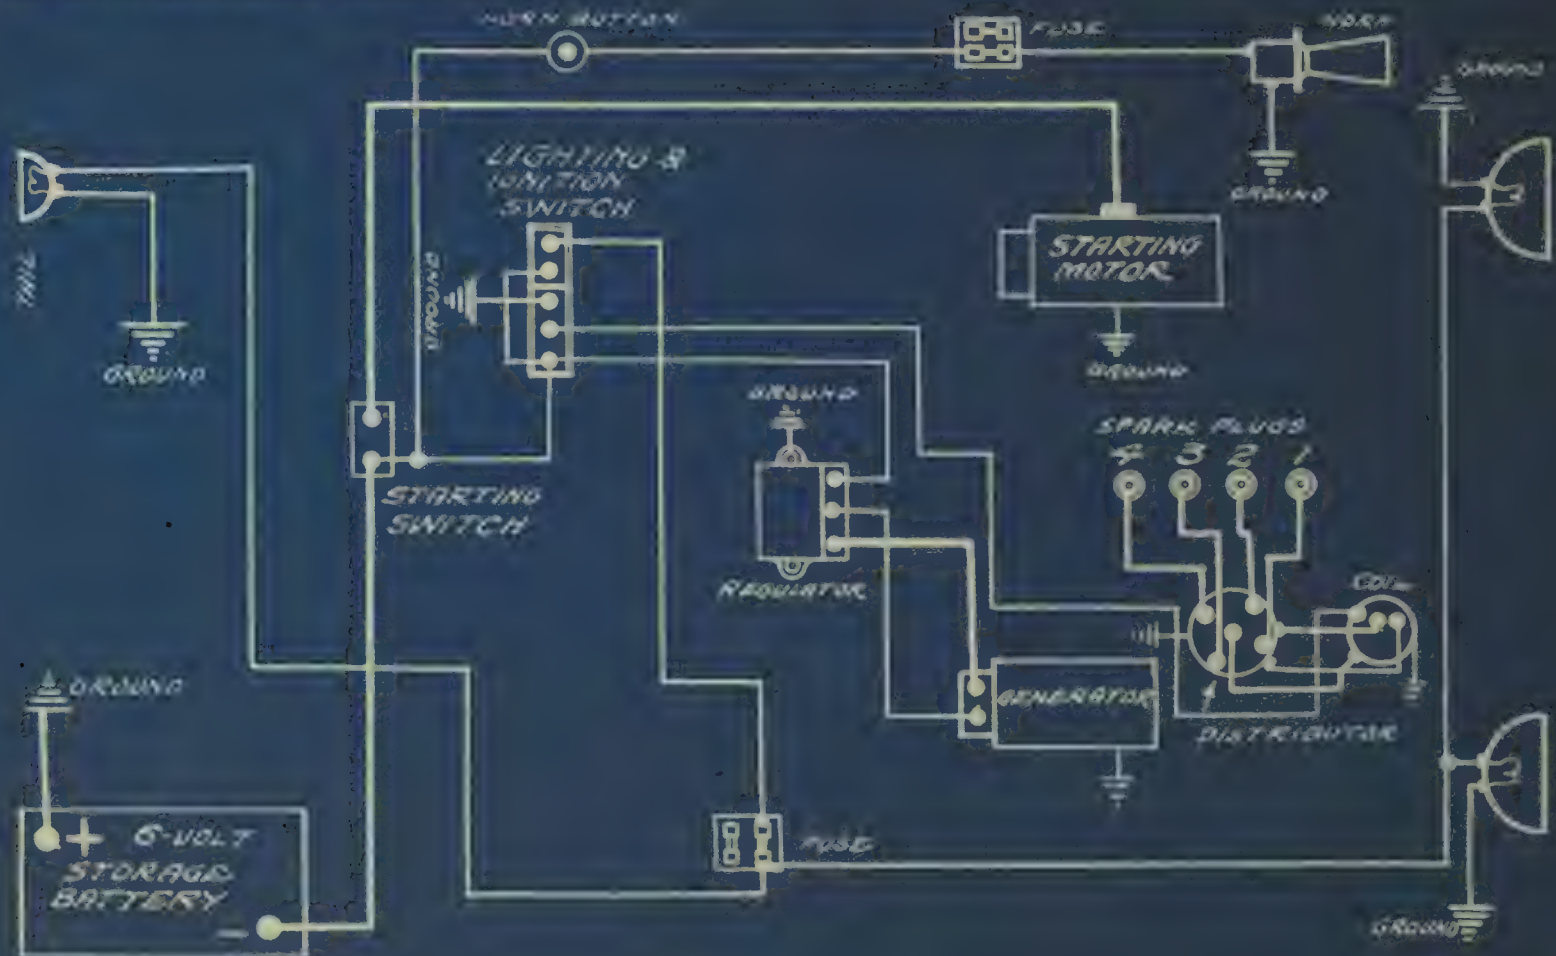 HORN BUTTON
FUSE
HORN
GROUND
LIGHTING &
IGNITION
SWITCH
GROUND
GROUND
STARTING
MOTOR
TAIL
GROUND
GROUND
GROUND
SPARK PLUGS
4 3 2 1
STARTING
SWITCH
REGULATOR
COIL
GROUND
GENERATOR
DISTRIBUTOR
+ 6-VOLT
STORAGE
BATTERY
-
FUSE
GROUND